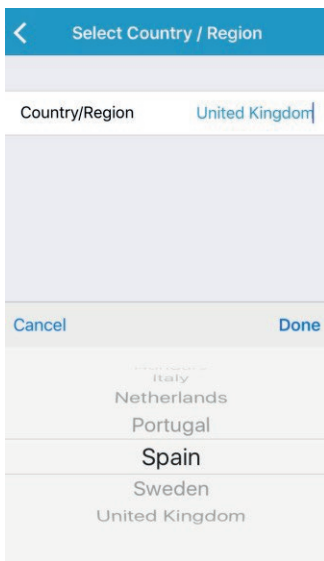 Select Country / Region
Country/Region United Kingdom
Cancel Done
Italy
Netherlands
Portugal
Spain
Sweden
United Kingdom